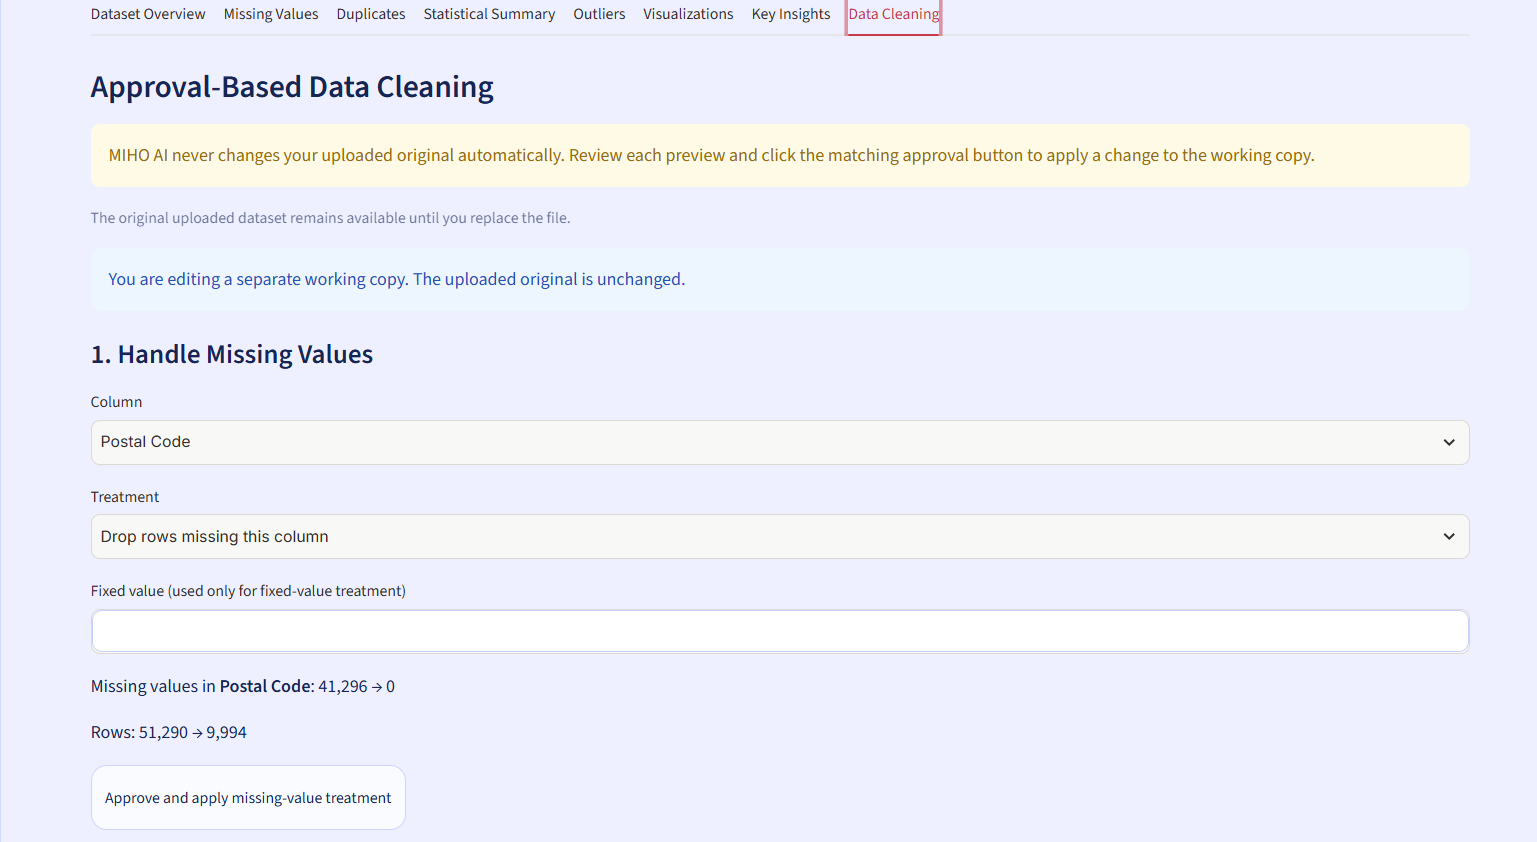 Dataset Overview Missing Values Duplicates Statistical Summary Outliers Visualizations Key Insights Data Cleaning
Approval-Based Data Cleaning
MIHO AI never changes your uploaded original automatically. Review each preview and click the matching approval button to apply a change to the working copy.
The original uploaded dataset remains available until you replace the file.
You are editing a separate working copy. The uploaded original is unchanged.
1. Handle Missing Values
Column
Postal Code
Treatment
Drop rows missing this column
Fixed value (used only for fixed-value treatment)
Missing values in Postal Code: 41,296 → 0
Rows: 51,290 → 9,994
Approve and apply missing-value treatment